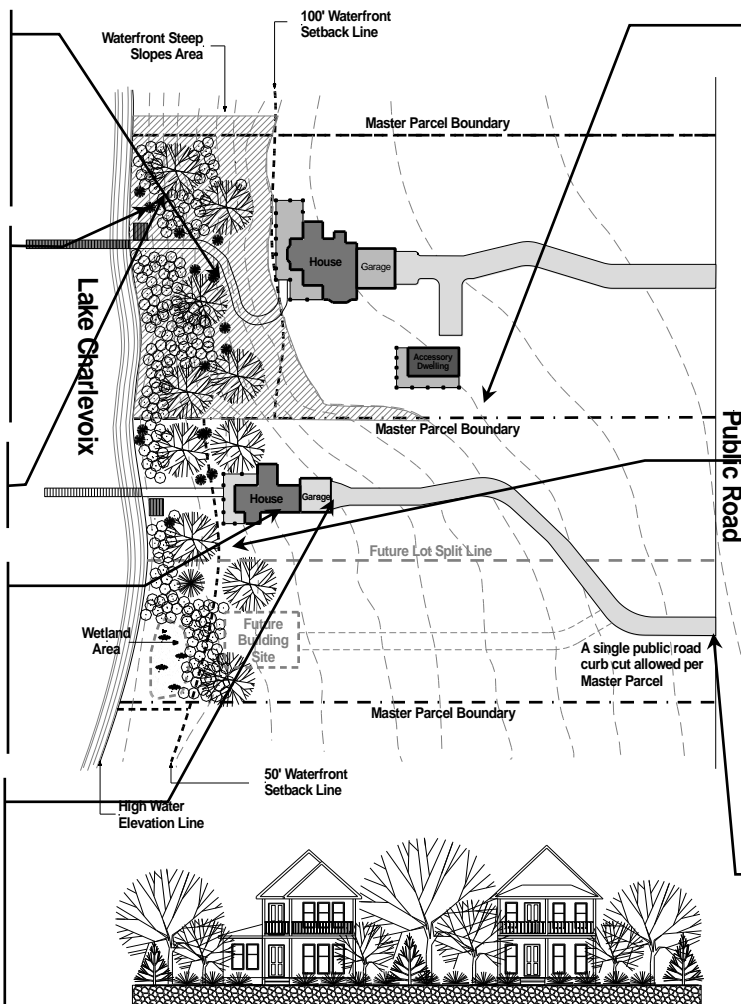 100' Waterfront
Setback Line
Waterfront Steep
Slopes Area
Master Parcel Boundary
House
Garage
Accessory
Dwelling
Lake Charlevoix
Master Parcel Boundary
Public Road
House
Garage
Future Lot Split Line
Future
Building
Site
Wetland
Area
A single public road
curb cut allowed per
Master Parcel
Master Parcel Boundary
50' Waterfront
Setback Line
High Water
Elevation Line